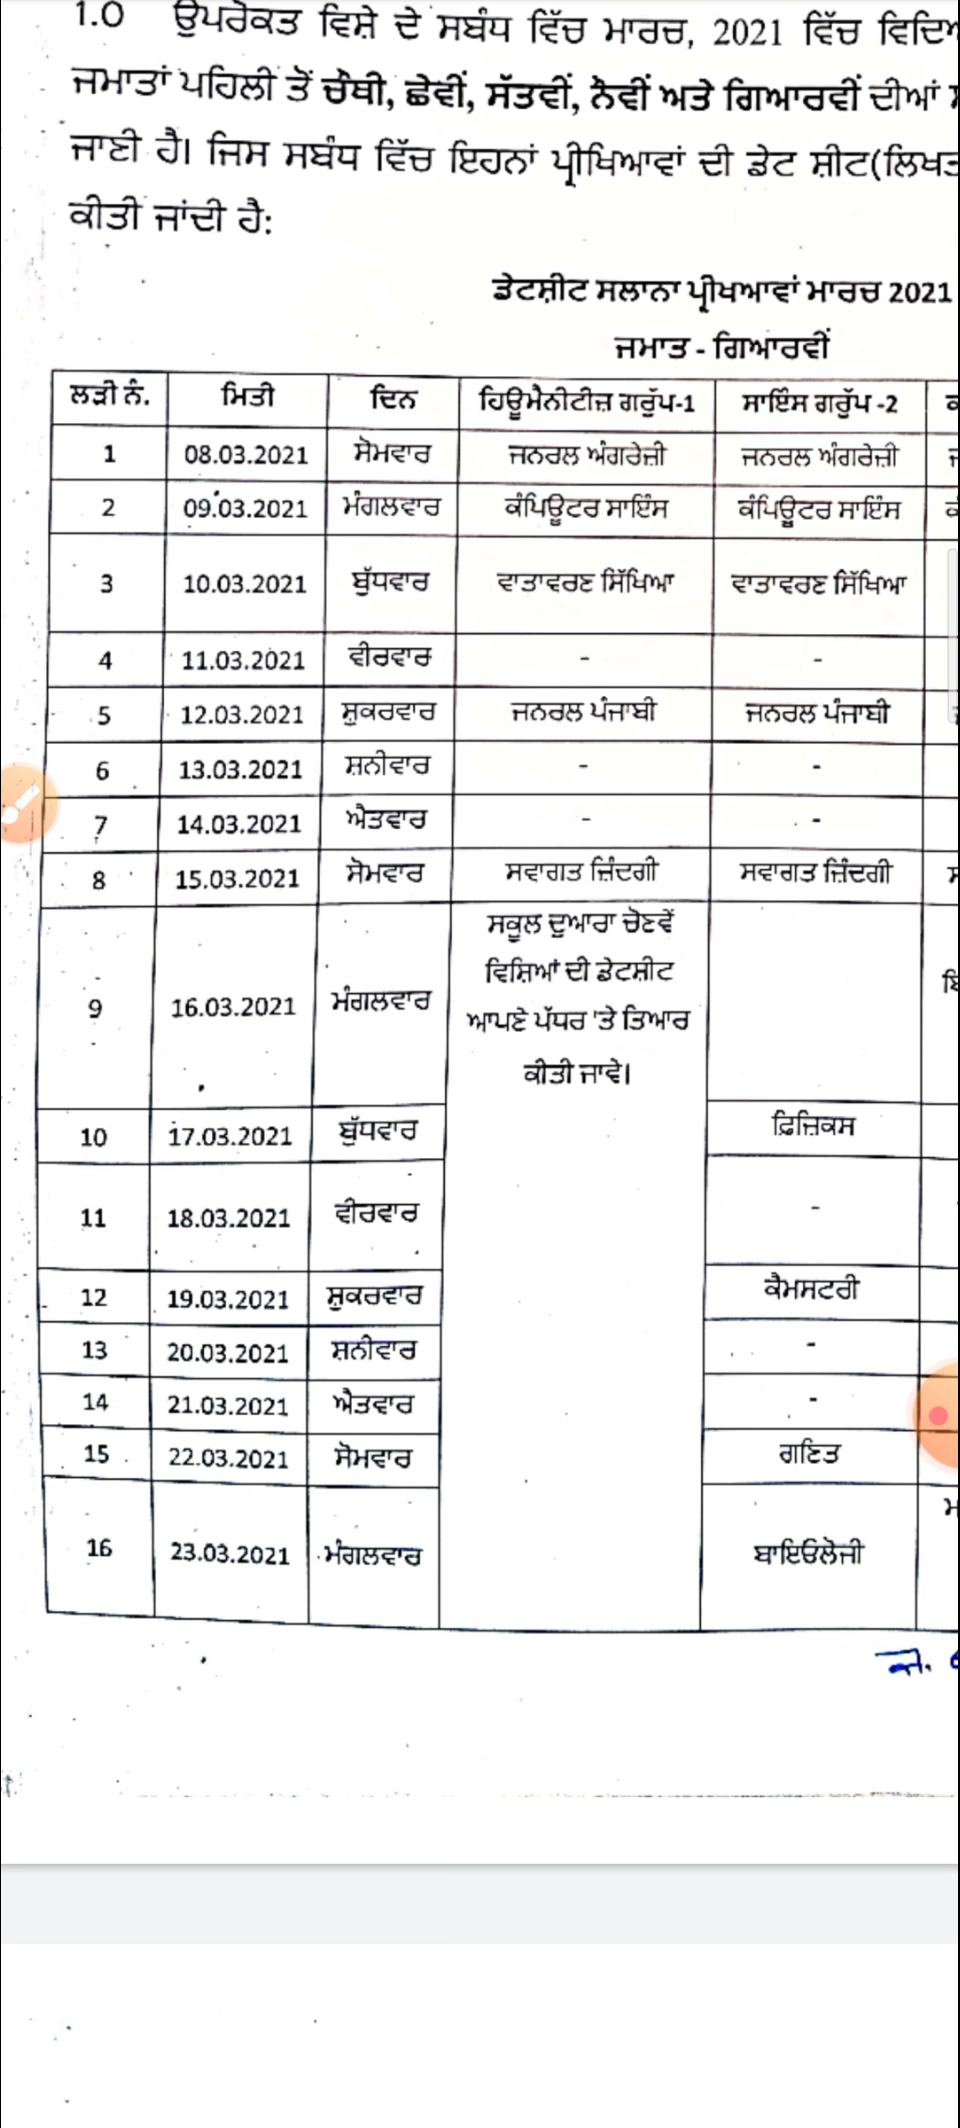 1.0 ਉਪਰੋਕਤ ਵਿਸ਼ੇ ਦੇ ਸਬੰਧ ਵਿੱਚ ਮਾਰਚ, 2021 ਵਿੱਚ
ਜਮਾਤਾਂ ਪਹਿਲੀ ਤੋਂ ਚੌਥੀ, ਛੇਵੀਂ, ਸੱਤਵੀਂ, ਨੌਵੀਂ ਅਤੇ ਗਿਆਰਵੀਂ ਦੀਆਂ
ਜਾਣੀ ਹੈ। ਜਿਸ ਸਬੰਧ ਵਿੱਚ ਇਹਨਾਂ ਪ੍ਰੀਖਿਆਵਾਂ ਦੀ ਡੇਟ ਸ਼ੀਟ(ਲਿਖਤ
ਕੀਤੀ ਜਾਂਦੀ ਹੈ:
ਡੇਟਸ਼ੀਟ ਸਲਾਨਾ ਪ੍ਰੀਖਆਵਾਂ ਮਾਰਚ 2021
ਜਮਾਤ - ਗਿਆਰਵੀਂ
ਲੜੀ ਨੰ. ਮਿਤੀ ਦਿਨ ਹਿਊਮੈਨੀਟੀਜ਼ ਗਰੁੱਪ-1 ਸਾਇੰਸ ਗਰੁੱਪ -2
1 08.03.2021 ਸੋਮਵਾਰ ਜਨਰਲ ਅੰਗਰੇਜ਼ੀ ਜਨਰਲ ਅੰਗਰੇਜ਼ੀ
2 09.03.2021 ਮੰਗਲਵਾਰ ਕੰਪਿਊਟਰ ਸਾਇੰਸ ਕੰਪਿਊਟਰ ਸਾਇੰਸ
3 10.03.2021 ਬੁੱਧਵਾਰ ਵਾਤਾਵਰਣ ਸਿੱਖਿਆ ਵਾਤਾਵਰਣ ਸਿੱਖਿਆ
4 11.03.2021 ਵੀਰਵਾਰ - -
5 12.03.2021 ਸ਼ੁਕਰਵਾਰ ਜਨਰਲ ਪੰਜਾਬੀ ਜਨਰਲ ਪੰਜਾਬੀ
6 13.03.2021 ਸ਼ਨੀਵਾਰ - -
7 14.03.2021 ਐਤਵਾਰ - -
8 15.03.2021 ਸੋਮਵਾਰ ਸਵਾਗਤ ਜ਼ਿੰਦਗੀ ਸਵਾਗਤ ਜ਼ਿੰਦਗੀ
9 16.03.2021 ਮੰਗਲਵਾਰ
ਸਕੂਲ ਦੁਆਰਾ ਚੋਣਵੇਂ
ਵਿਸ਼ਿਆਂ ਦੀ ਡੇਟਸ਼ੀਟ
ਆਪਣੇ ਪੱਧਰ 'ਤੇ ਤਿਆਰ
ਕੀਤੀ ਜਾਵੇ।
10 17.03.2021 ਬੁੱਧਵਾਰ ਫ਼ਿਜ਼ਿਕਸ
11 18.03.2021 ਵੀਰਵਾਰ -
12 19.03.2021 ਸ਼ੁਕਰਵਾਰ ਕੈਮਸਟਰੀ
13 20.03.2021 ਸ਼ਨੀਵਾਰ -
14 21.03.2021 ਐਤਵਾਰ -
15 22.03.2021 ਸੋਮਵਾਰ ਗਣਿਤ
16 23.03.2021 ਮੰਗਲਵਾਰ ਬਾਇਓਲੋਜੀ